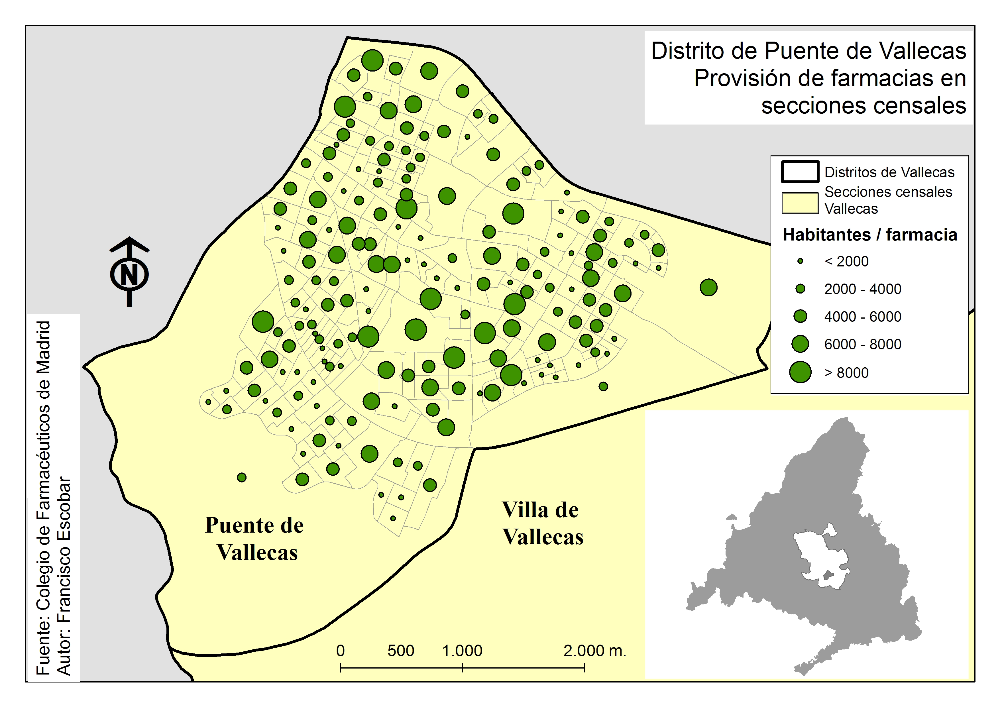 Distrito de Puente de Vallecas
Provisión de farmacias en
secciones censales
Distritos de Vallecas
Secciones censales
Vallecas
Habitantes / farmacia
< 2000
2000 - 4000
4000 - 6000
6000 - 8000
> 8000
N
Fuente: Colegio de Farmacéuticos de Madrid
Autor: Francisco Escobar
Puente de
Vallecas
Villa de
Vallecas
0 500 1.000 2.000 m.